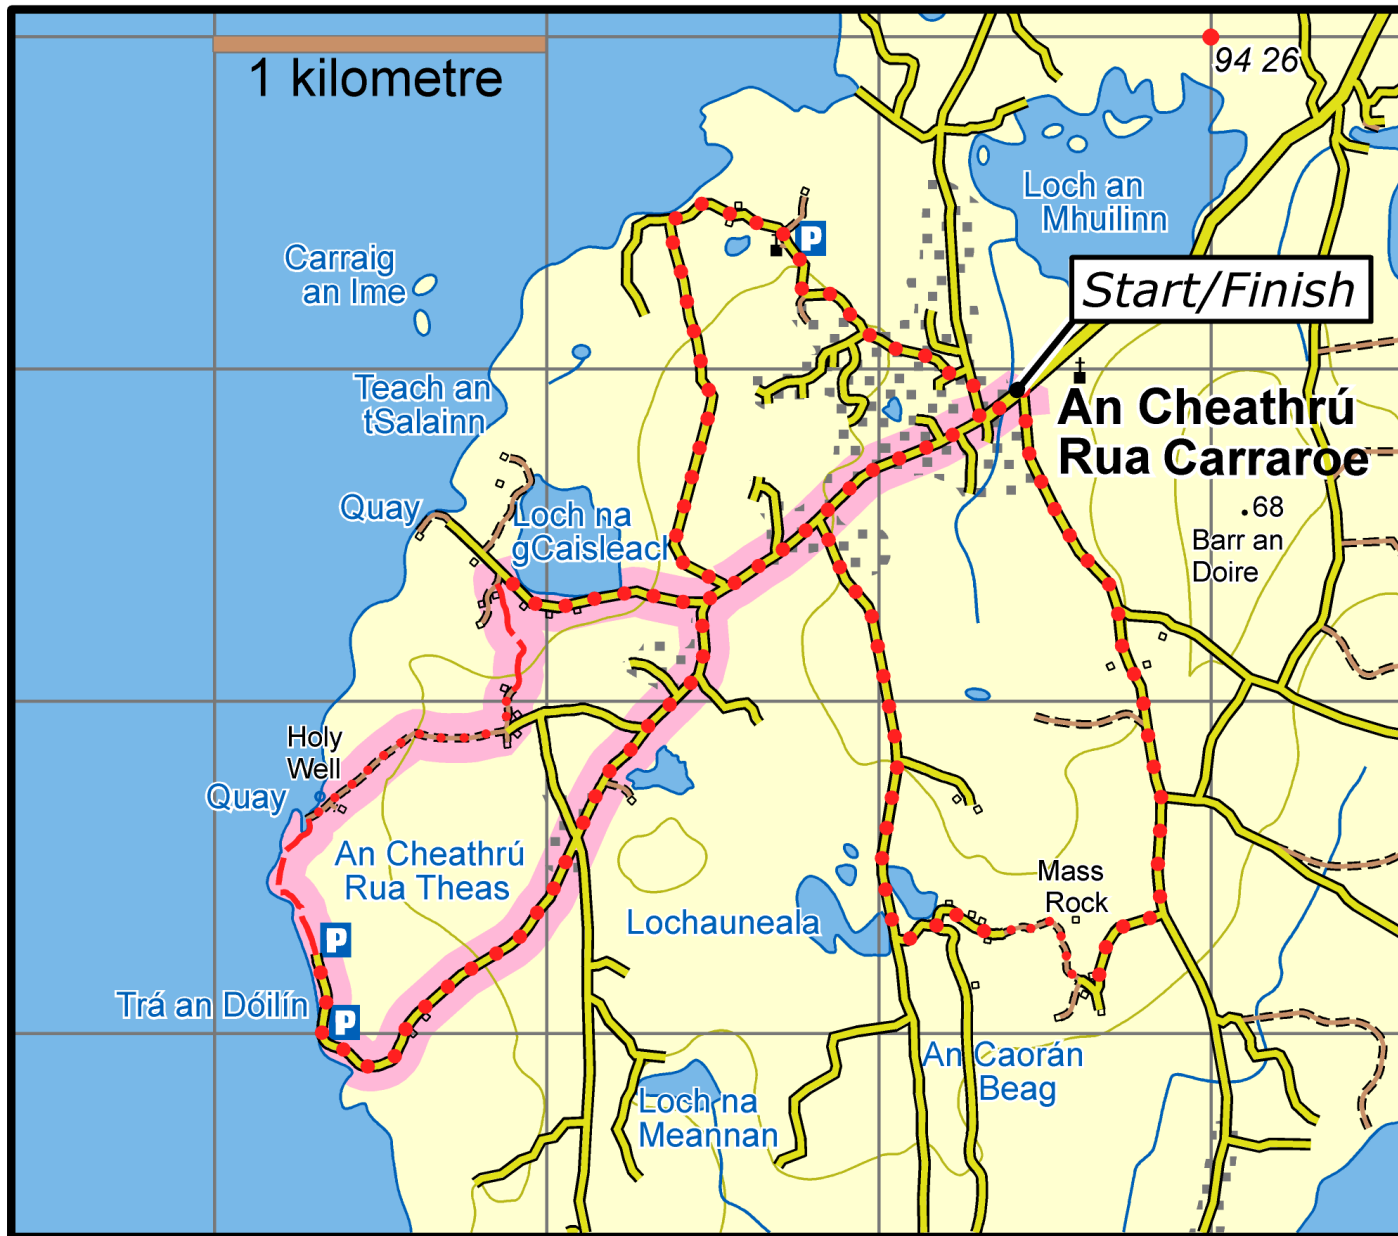 1 kilometre
94 26
Loch an
Mhuilinn
P
Carraig
an Ime
Start/Finish
Teach an
tSalainn
An Cheathrú
Rua Carraroe
Quay
Loch na
gCaisleach
.68
Barr an
Doire
Holy
Well
Quay
An Cheathrú
Rua Theas
Mass
Rock
Lochauneala
P
Trá an Dóilín
P
An Caorán
Beag
Loch na
Meannan